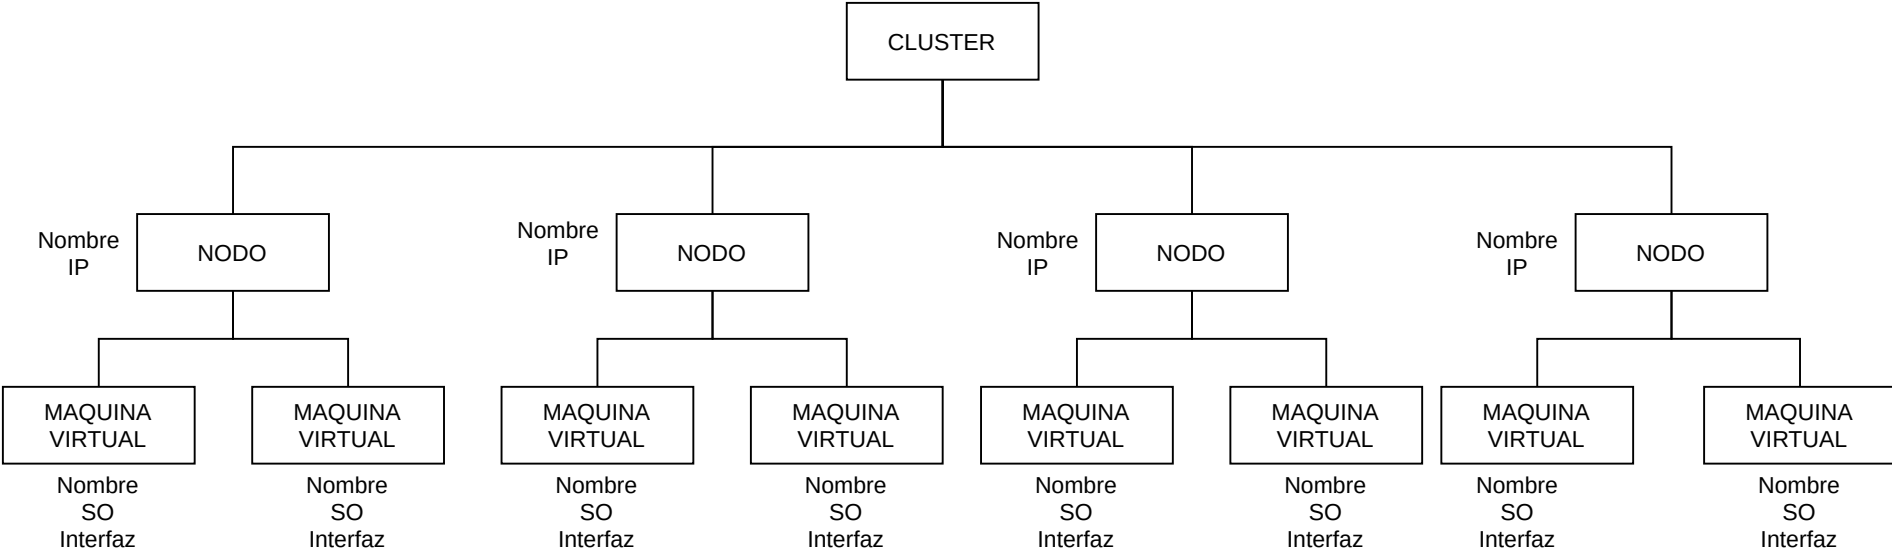 CLUSTER
Nombre
IP
NODO
Nombre
IP
NODO
Nombre
IP
NODO
Nombre
IP
NODO
MAQUINA
VIRTUAL
MAQUINA
VIRTUAL
MAQUINA
VIRTUAL
MAQUINA
VIRTUAL
MAQUINA
VIRTUAL
MAQUINA
VIRTUAL
MAQUINA
VIRTUAL
MAQUINA
VIRTUAL
Nombre
SO
Interfaz
Nombre
SO
Interfaz
Nombre
SO
Interfaz
Nombre
SO
Interfaz
Nombre
SO
Interfaz
Nombre
SO
Interfaz
Nombre
SO
Interfaz
Nombre
SO
Interfaz